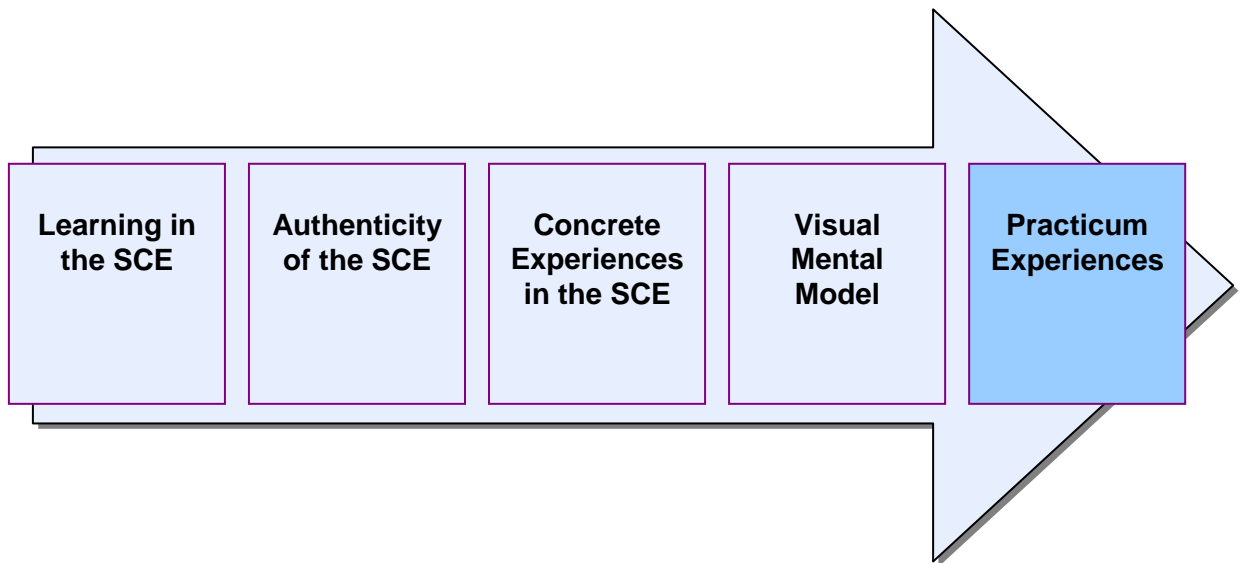 Learning in
the SCE
Authenticity
of the SCE
Concrete
Experiences
in the SCE
Visual
Mental
Model
Practicum
Experiences